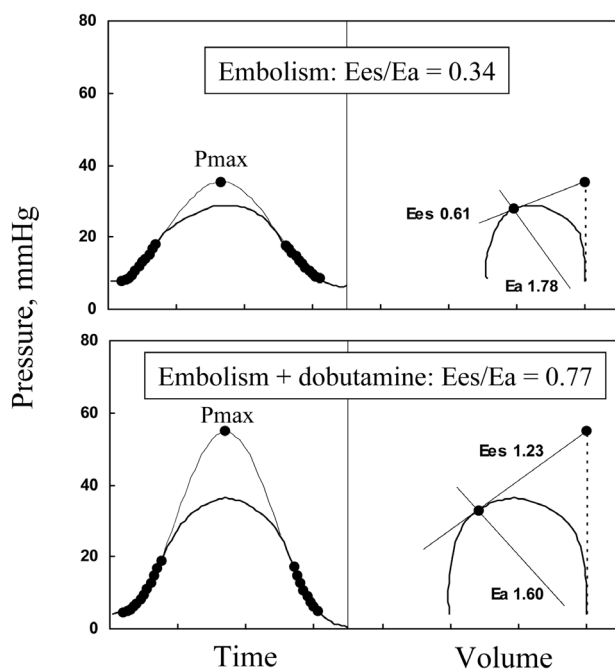 Pressure, mmHg
80
60
40
20
0
Embolism: Ees/Ea = 0.34
Pmax
Ees 0.61
Ea 1.78
80
60
40
20
0
Embolism + dobutamine: Ees/Ea = 0.77
Pmax
Ees 1.23
Ea 1.60
Time
Volume